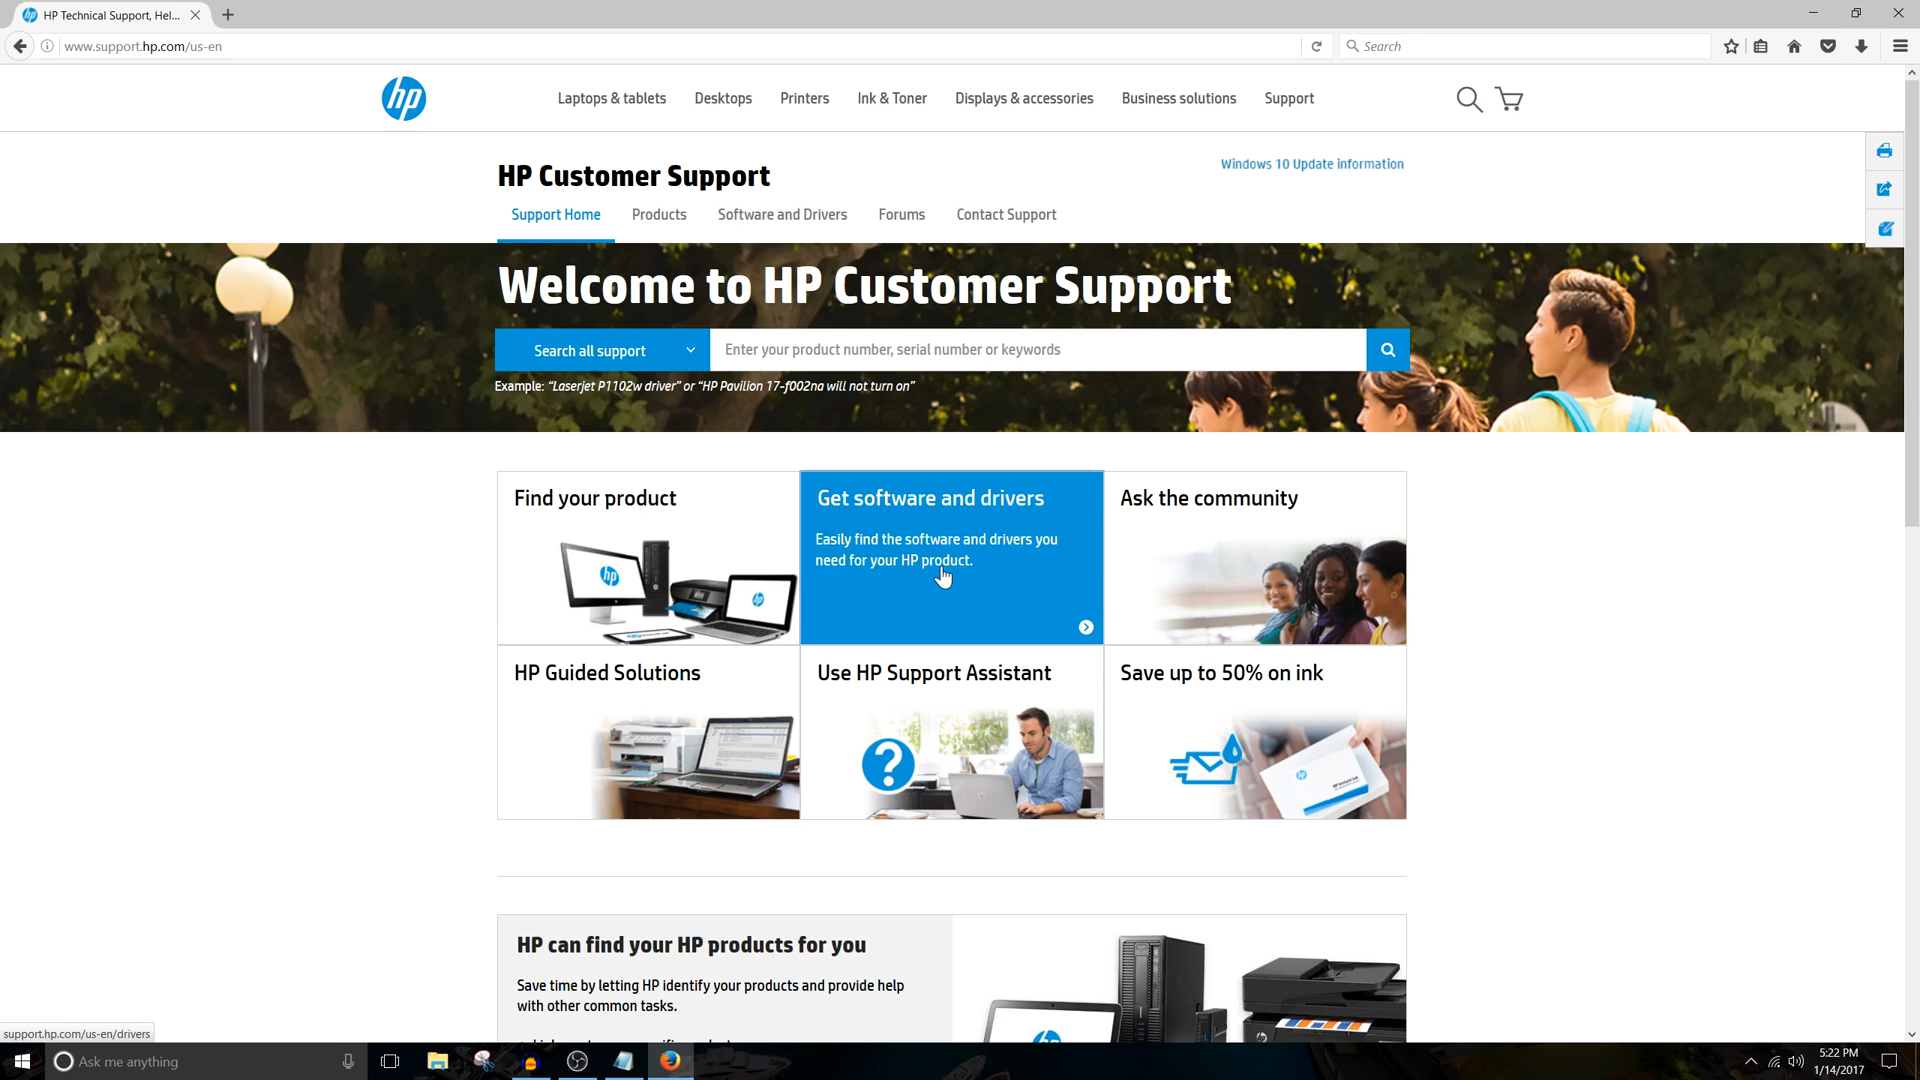 HP Technical Support, Hel...
www.support.hp.com/us-en
Search
hp
Laptops & tablets
Desktops
Printers
Ink & Toner
Displays & accessories
Business solutions
Support
HP Customer Support
Windows 10 Update information
Support Home
Products
Software and Drivers
Forums
Contact Support
Welcome to HP Customer Support
Search all support
Enter your product number, serial number or keywords
Example: “Laserjet P1102w driver” or “HP Pavilion 17-f002na will not turn on”
Find your product
Get software and drivers
Easily find the software and drivers you
need for your HP product.
Ask the community
HP Guided Solutions
Use HP Support Assistant
Save up to 50% on ink
HP can find your HP products for you
Save time by letting HP identify your products and provide help
with other common tasks.
support.hp.com/us-en/drivers
Ask me anything
5:22 PM
1/14/2017